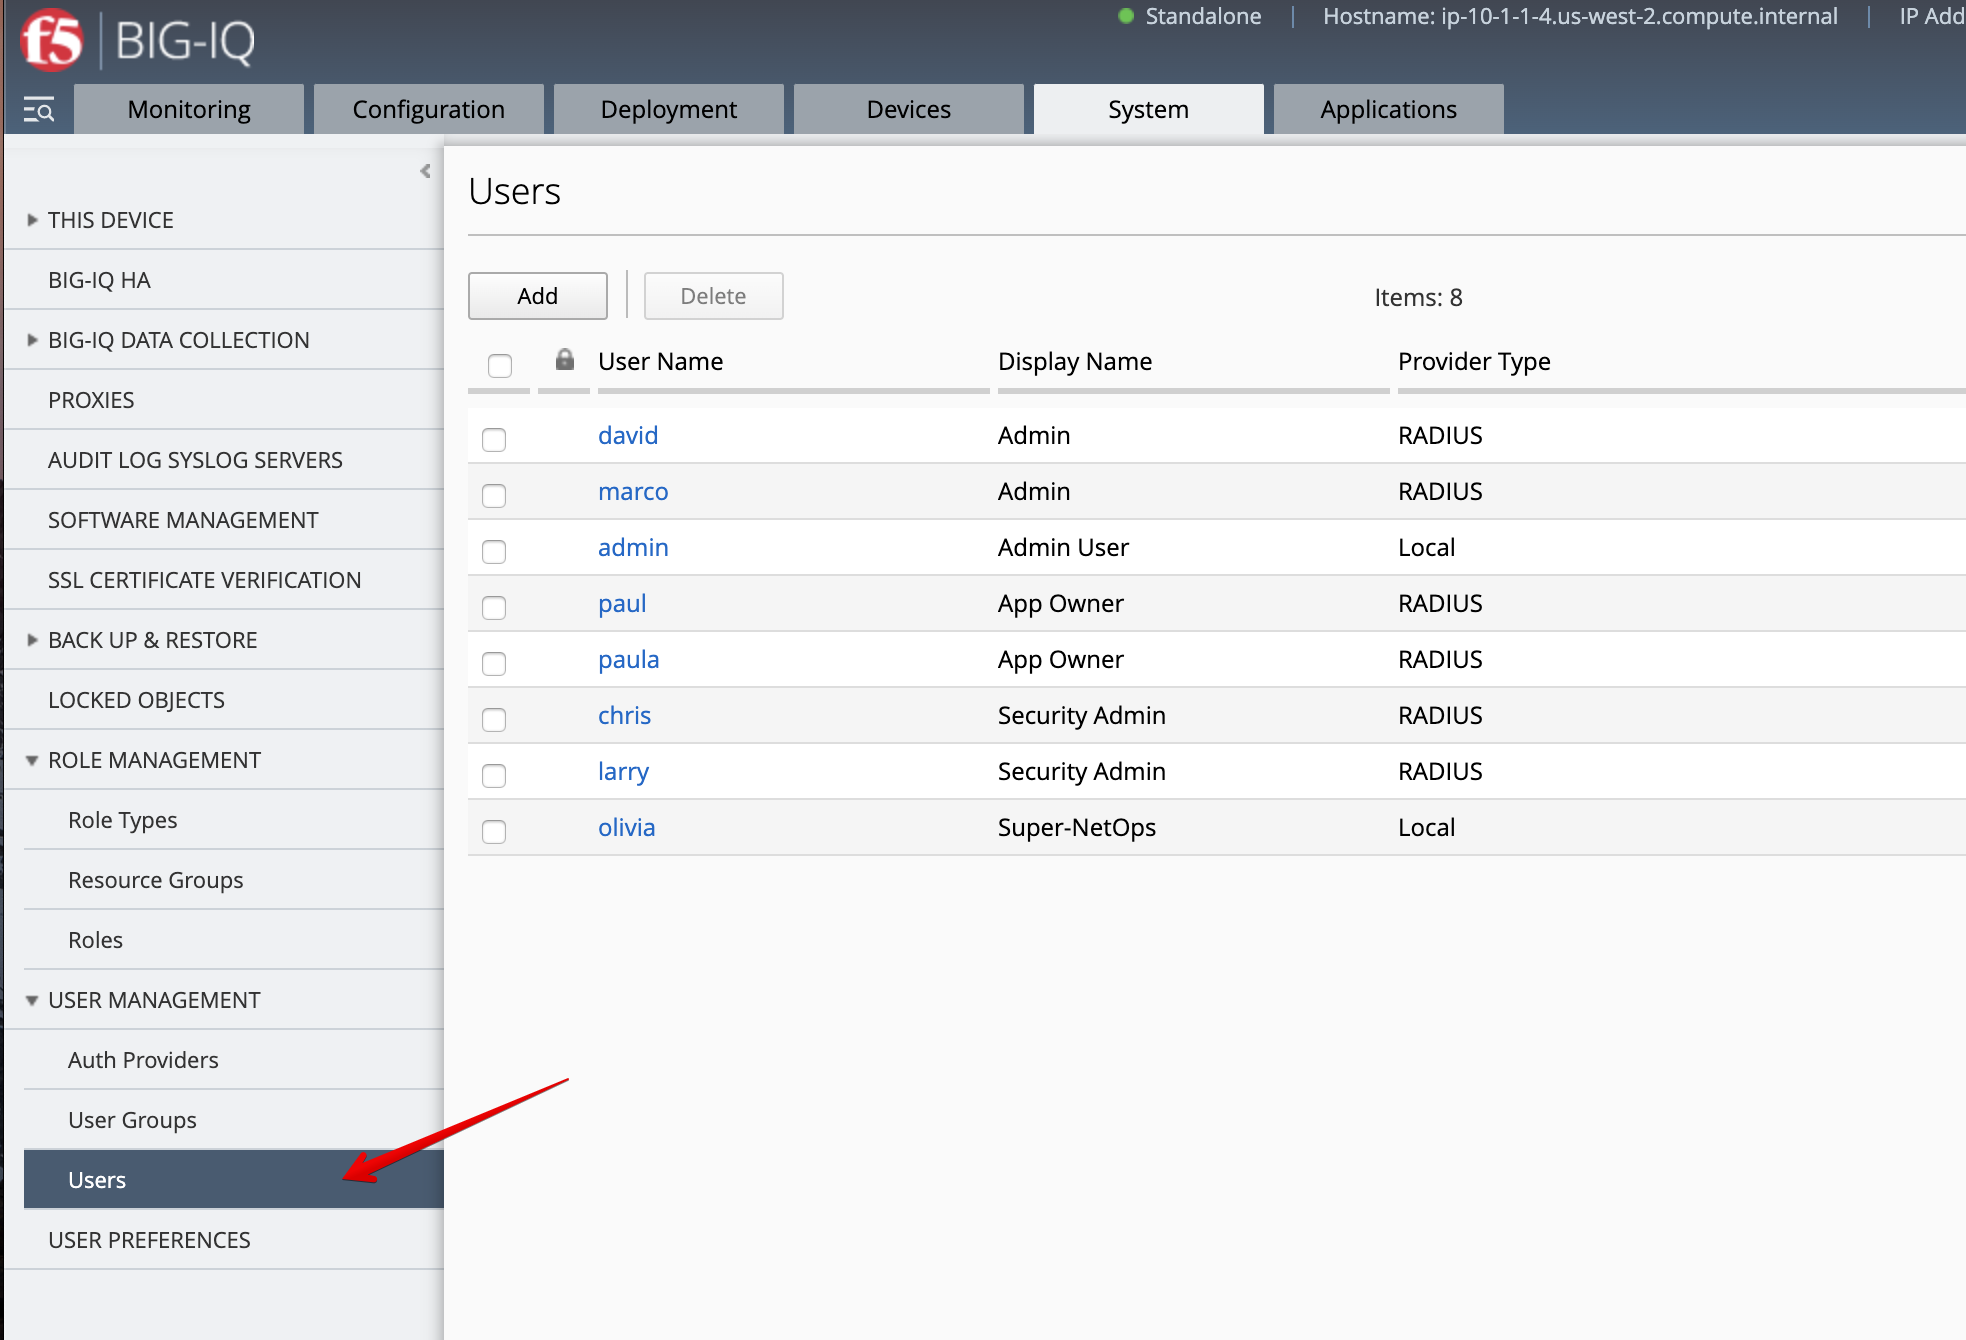 f5 BIG-IQ
Standalone | Hostname: ip-10-1-1-4.us-west-2.compute.internal | IP Add
Monitoring Configuration Deployment Devices System Applications
THIS DEVICE
BIG-IQ HA
BIG-IQ DATA COLLECTION
PROXIES
AUDIT LOG SYSLOG SERVERS
SOFTWARE MANAGEMENT
SSL CERTIFICATE VERIFICATION
BACK UP & RESTORE
LOCKED OBJECTS
ROLE MANAGEMENT
Role Types
Resource Groups
Roles
USER MANAGEMENT
Auth Providers
User Groups
Users
USER PREFERENCES
Users
Add Delete Items: 8
User Name Display Name Provider Type
david Admin RADIUS
marco Admin RADIUS
admin Admin User Local
paul App Owner RADIUS
paula App Owner RADIUS
chris Security Admin RADIUS
larry Security Admin RADIUS
olivia Super-NetOps Local